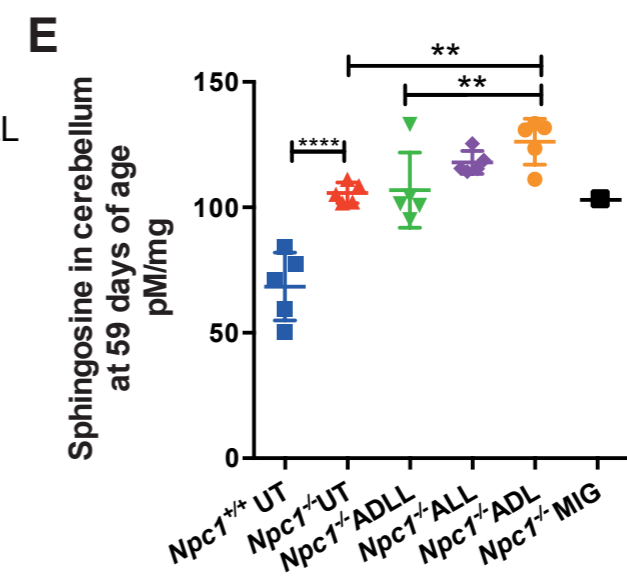 E
L
Sphingosine in cerebellum
at 59 days of age
pM/mg
150
100
50
0
**
**
****
Npc1+/+ UT
Npc1-/-UT
Npc1-/-ADLL
Npc1-/-ALL
Npc1-/-ADL
Npc1-/- MIG